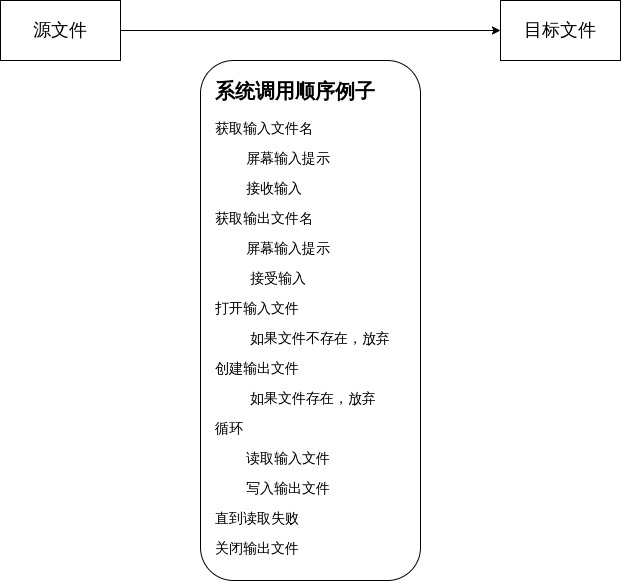 源文件
目标文件
系统调用顺序例子
获取输入文件名
屏幕输入提示
接收输入
获取输出文件名
屏幕输入提示
接受输入
打开输入文件
如果文件不存在，放弃
创建输出文件
如果文件存在，放弃
循环
读取输入文件
写入输出文件
直到读取失败
关闭输出文件